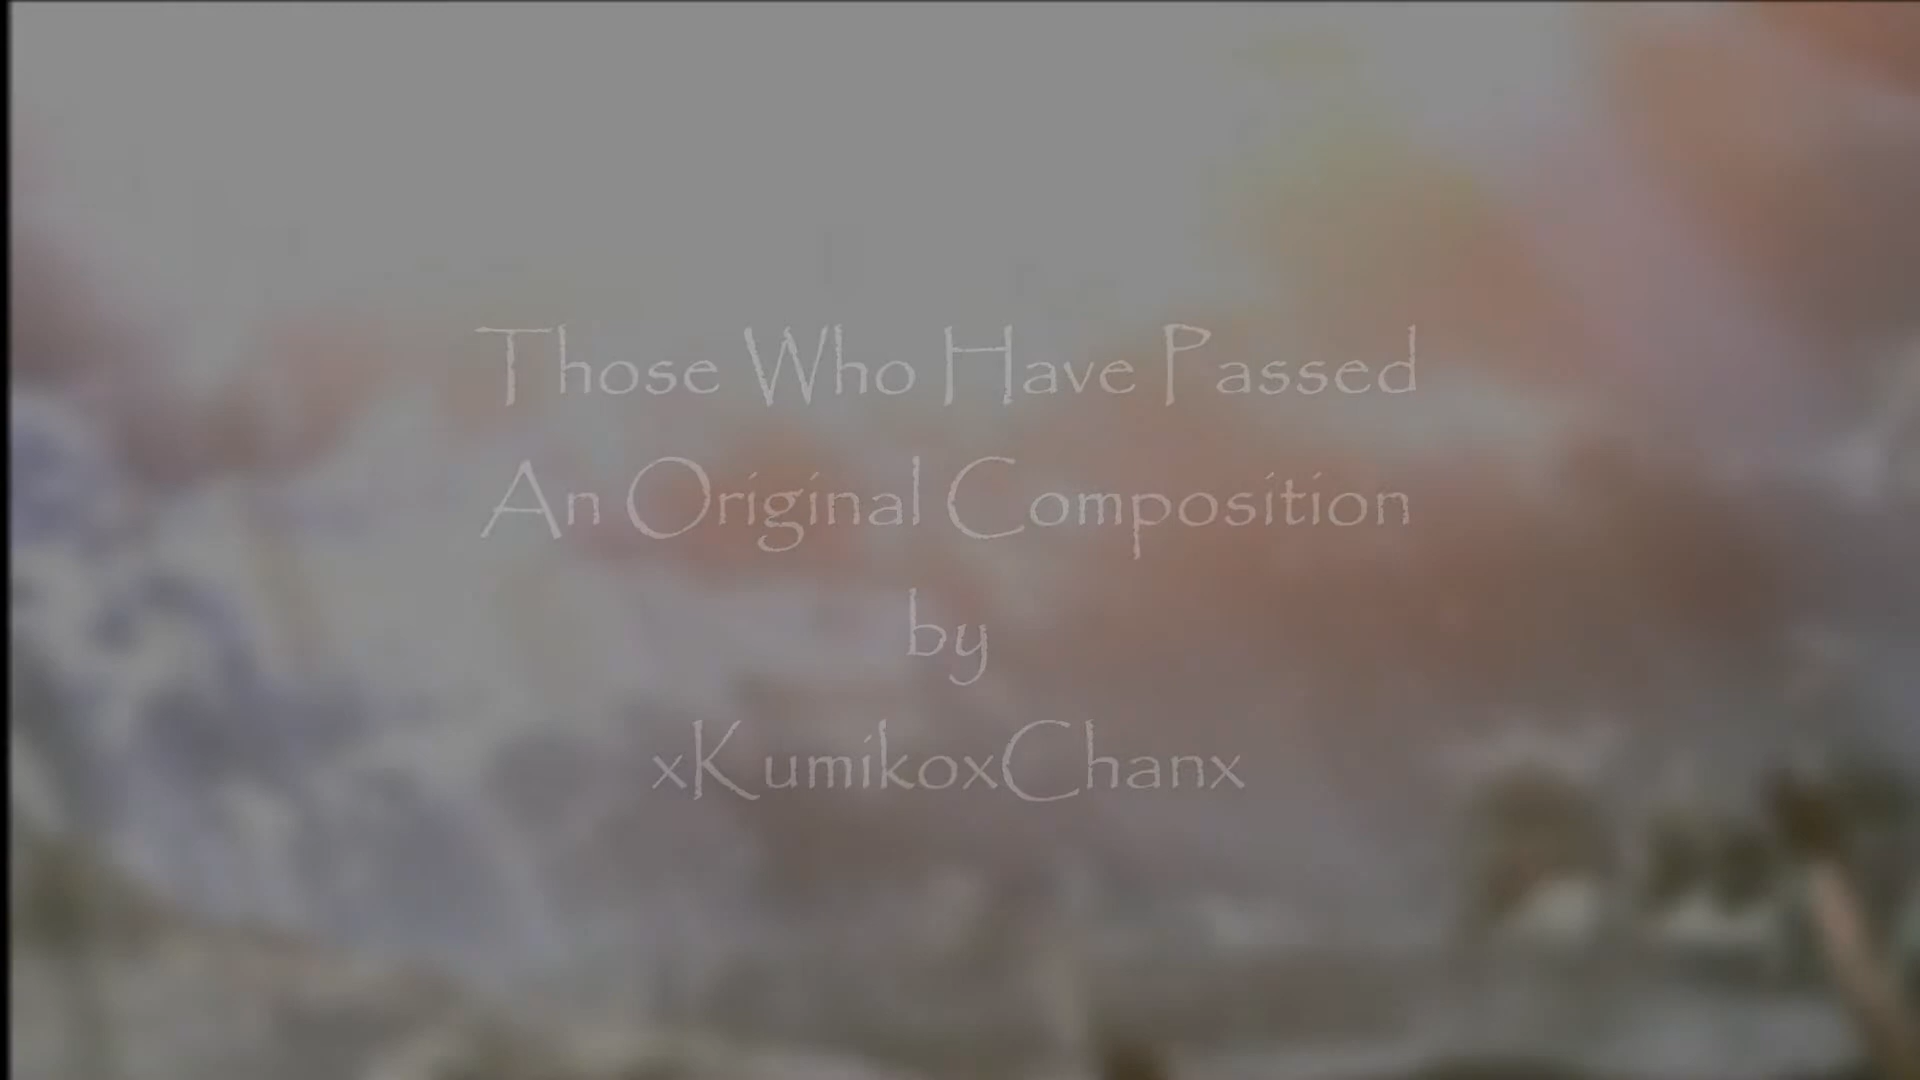 Those Who Have Passed
An Original Composition
by
xKumikoxChanx